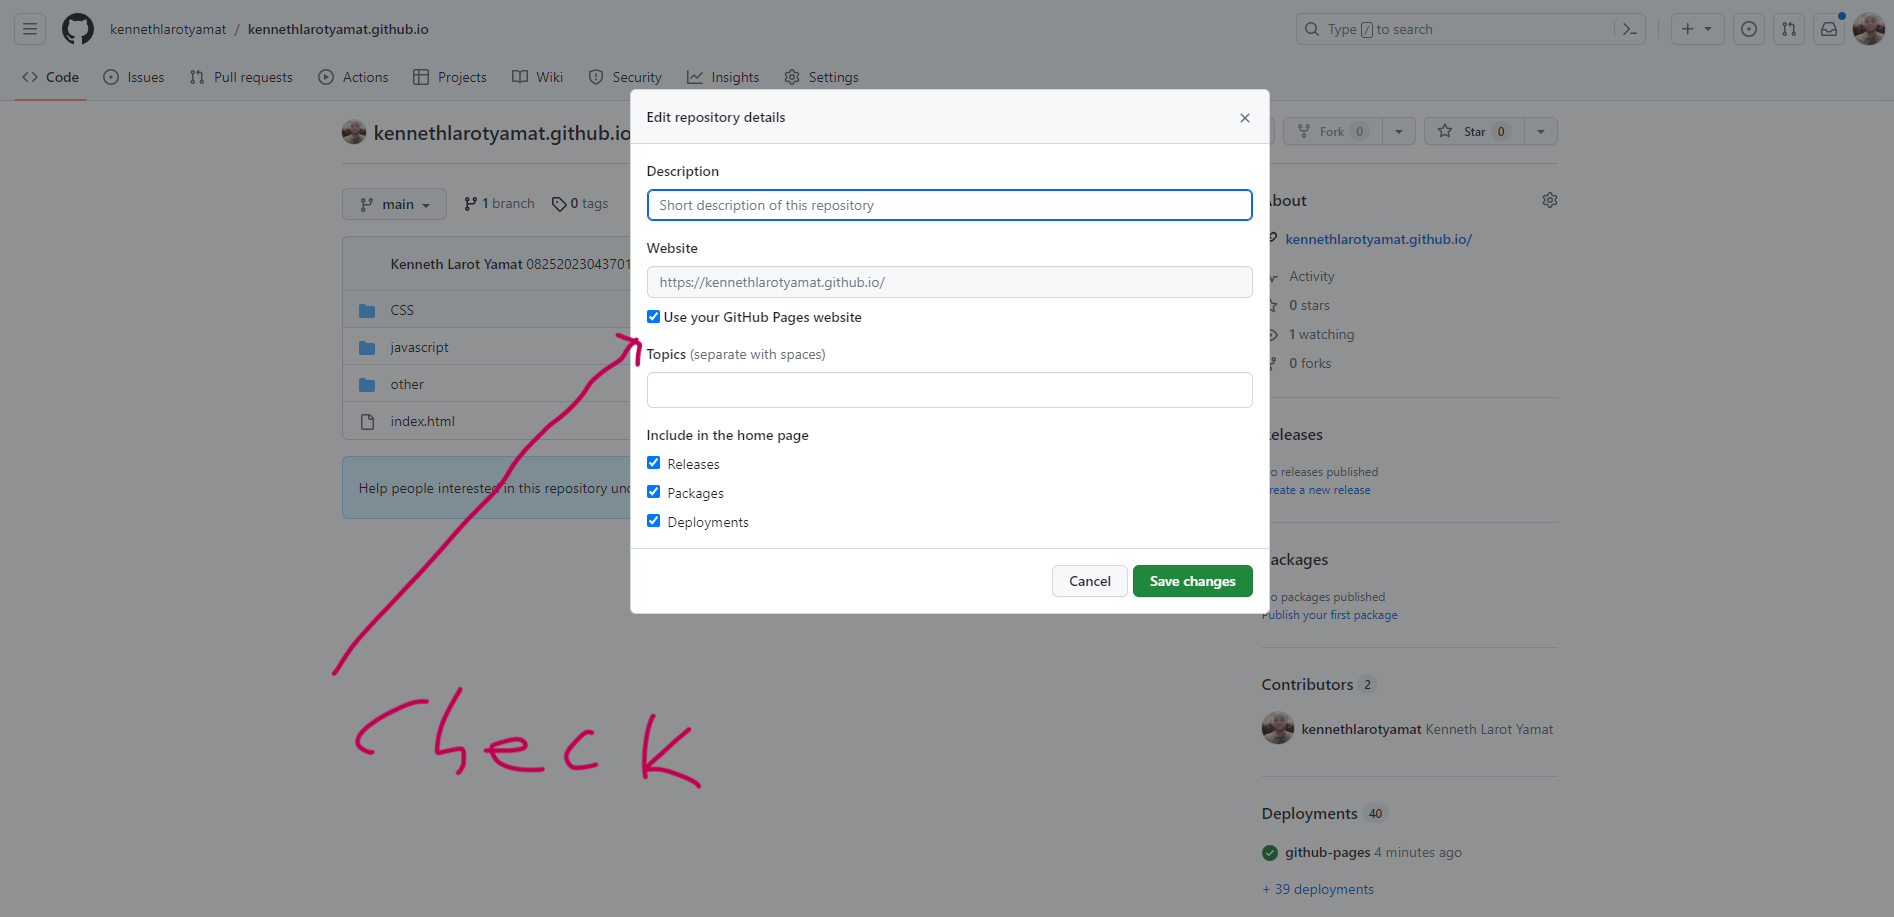 kennethlarotyamat / kennethlarotyamat.github.io
Type / to search
Code Issues Pull requests Actions Projects Wiki Security Insights Settings
kennethlarotyamat.github.io
Fork 0 Star 0
main 1 branch 0 tags
Kenneth Larot Yamat 08252023043701
CSS
javascript
other
index.html
Help people interested in this repository
Edit repository details
Description
Short description of this repository
Website
https://kennethlarotyamat.github.io/
Use your GitHub Pages website
Topics (separate with spaces)
Include in the home page
Releases
Packages
Deployments
Cancel Save changes
Check
bout
kennethlarotyamat.github.io/
Activity
0 stars
1 watching
0 forks
eleases
o releases published
reate a new release
ackages
o packages published
Publish your first package
Contributors 2
kennethlarotyamat Kenneth Larot Yamat
Deployments 40
github-pages 4 minutes ago
+ 39 deployments